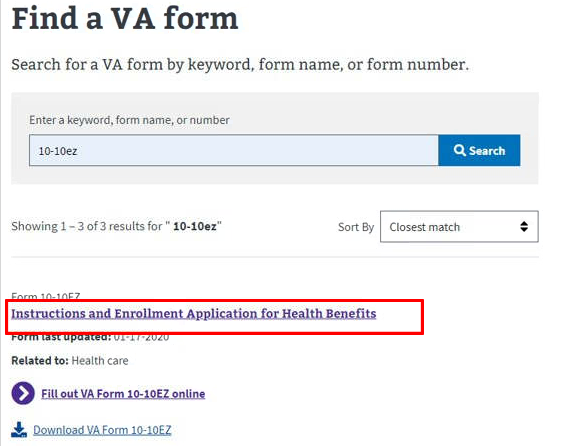 Find a VA form
Search for a VA form by keyword, form name, or form number.
Enter a keyword, form name, or number
10-10ez
Search
Showing 1 – 3 of 3 results for " 10-10ez"
Sort By
Closest match
Form 10-10EZ
Instructions and Enrollment Application for Health Benefits
Form last updated: 01-17-2020
Related to: Health care
Fill out VA Form 10-10EZ online
Download VA Form 10-10EZ